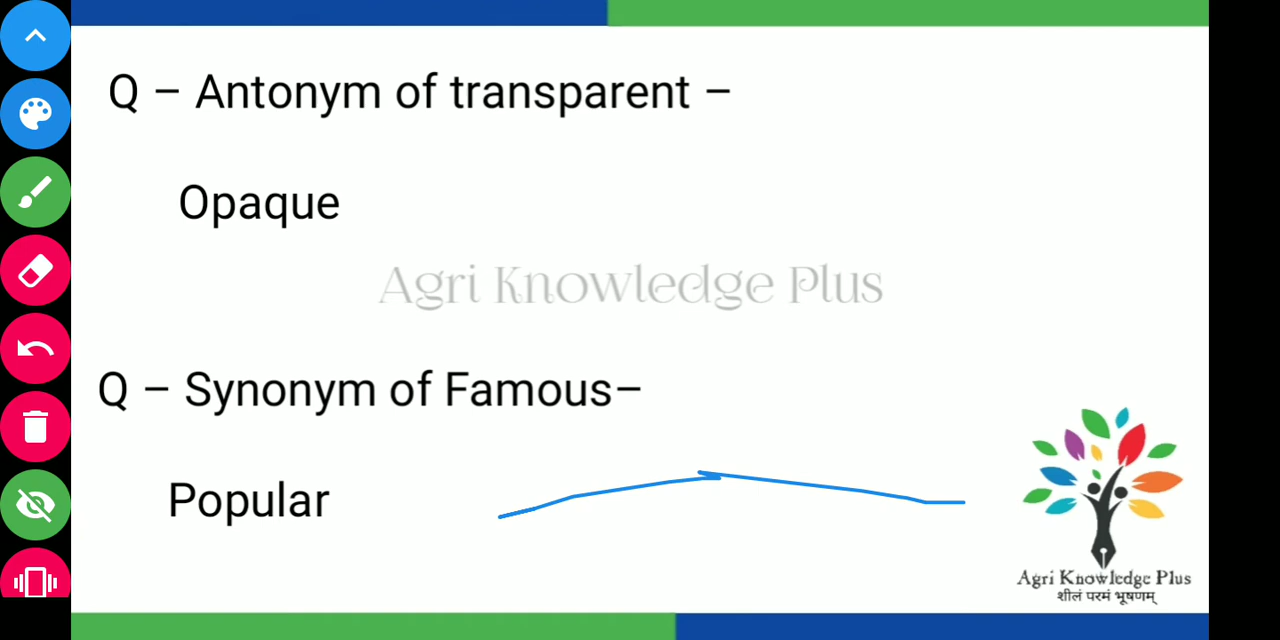 Q – Antonym of transparent –
Opaque
Agri Knowledge Plus
Q – Synonym of Famous–
Popular
Agri Knowledge Plus
शीलं परमं भूषणम्